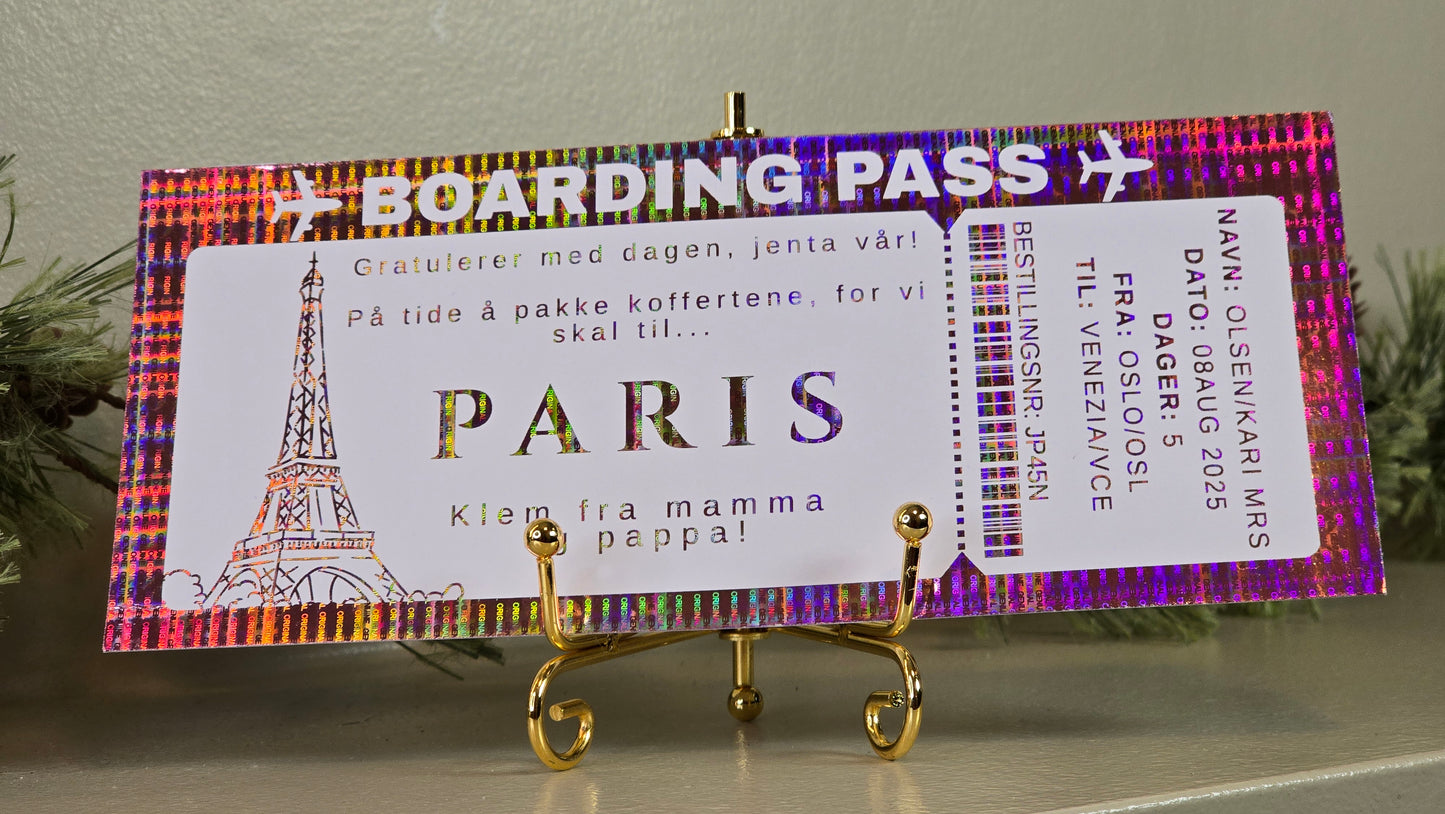 BOARDING PASS
Gratulerer med dagen, jenta vår!
På tide å pakke koffertene, for vi
skal til...
PARIS
Klem fra mamma
pappa!
NAVN: OLSEN/KARI MRS
DATO: 08AUG 2025
DAGER: 5
FRA: OSLO/OSL
TIL: VENEZIA/VCE
BESTILLINGSNR: JP45N